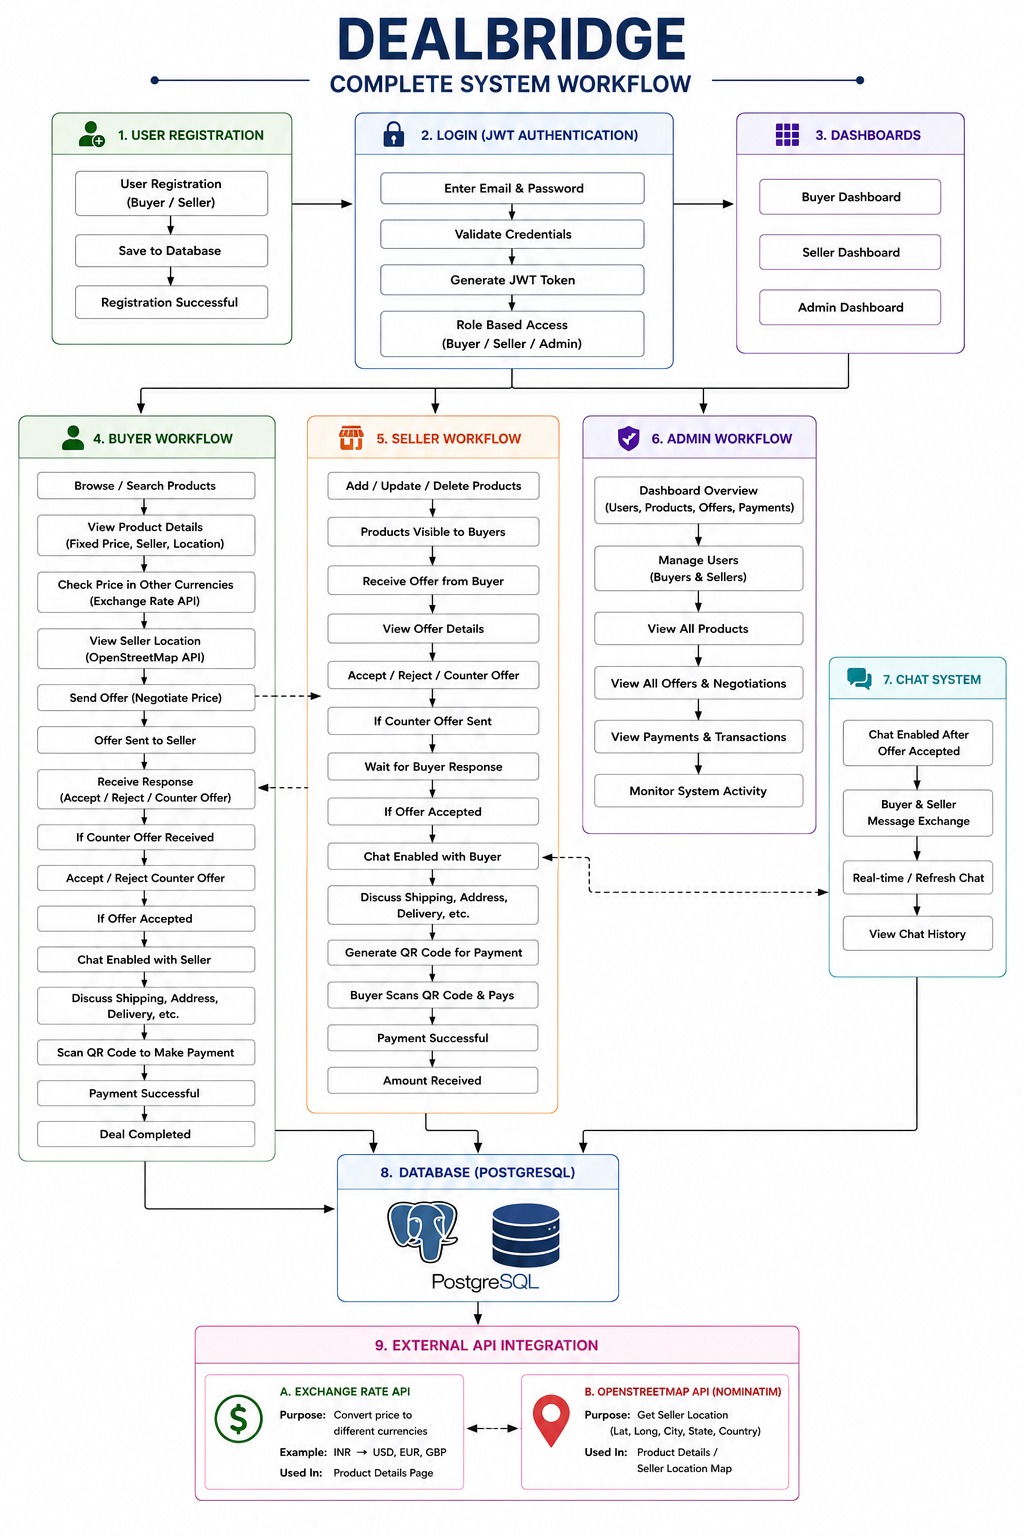 DEALBRIDGE
COMPLETE SYSTEM WORKFLOW
1. USER REGISTRATION
User Registration
(Buyer / Seller)
Save to Database
Registration Successful
2. LOGIN (JWT AUTHENTICATION)
Enter Email & Password
Validate Credentials
Generate JWT Token
Role Based Access
(Buyer / Seller / Admin)
3. DASHBOARDS
Buyer Dashboard
Seller Dashboard
Admin Dashboard
4. BUYER WORKFLOW
Browse / Search Products
View Product Details
(Fixed Price, Seller, Location)
Check Price in Other Currencies
(Exchange Rate API)
View Seller Location
(OpenStreetMap API)
Send Offer (Negotiate Price)
Offer Sent to Seller
Receive Response
(Accept / Reject / Counter Offer)
If Counter Offer Received
Accept / Reject Counter Offer
If Offer Accepted
Chat Enabled with Seller
Discuss Shipping, Address,
Delivery, etc.
Scan QR Code to Make Payment
Payment Successful
Deal Completed
5. SELLER WORKFLOW
Add / Update / Delete Products
Products Visible to Buyers
Receive Offer from Buyer
View Offer Details
Accept / Reject / Counter Offer
If Counter Offer Sent
Wait for Buyer Response
If Offer Accepted
Chat Enabled with Buyer
Discuss Shipping, Address,
Delivery, etc.
Generate QR Code for Payment
Buyer Scans QR Code & Pays
Payment Successful
Amount Received
6. ADMIN WORKFLOW
Dashboard Overview
(Users, Products, Offers, Payments)
Manage Users
(Buyers & Sellers)
View All Products
View All Offers & Negotiations
View Payments & Transactions
Monitor System Activity
7. CHAT SYSTEM
Chat Enabled After
Offer Accepted
Buyer & Seller
Message Exchange
Real-time / Refresh Chat
View Chat History
8. DATABASE (POSTGRESQL)
PostgreSQL
9. EXTERNAL API INTEGRATION
$
A. EXCHANGE RATE API
Purpose: Convert price to
different currencies
Example: INR → USD, EUR, GBP
Used In: Product Details Page
B. OPENSTREETMAP API (NOMINATIM)
Purpose: Get Seller Location
(Lat, Long, City, State, Country)
Used In: Product Details /
Seller Location Map